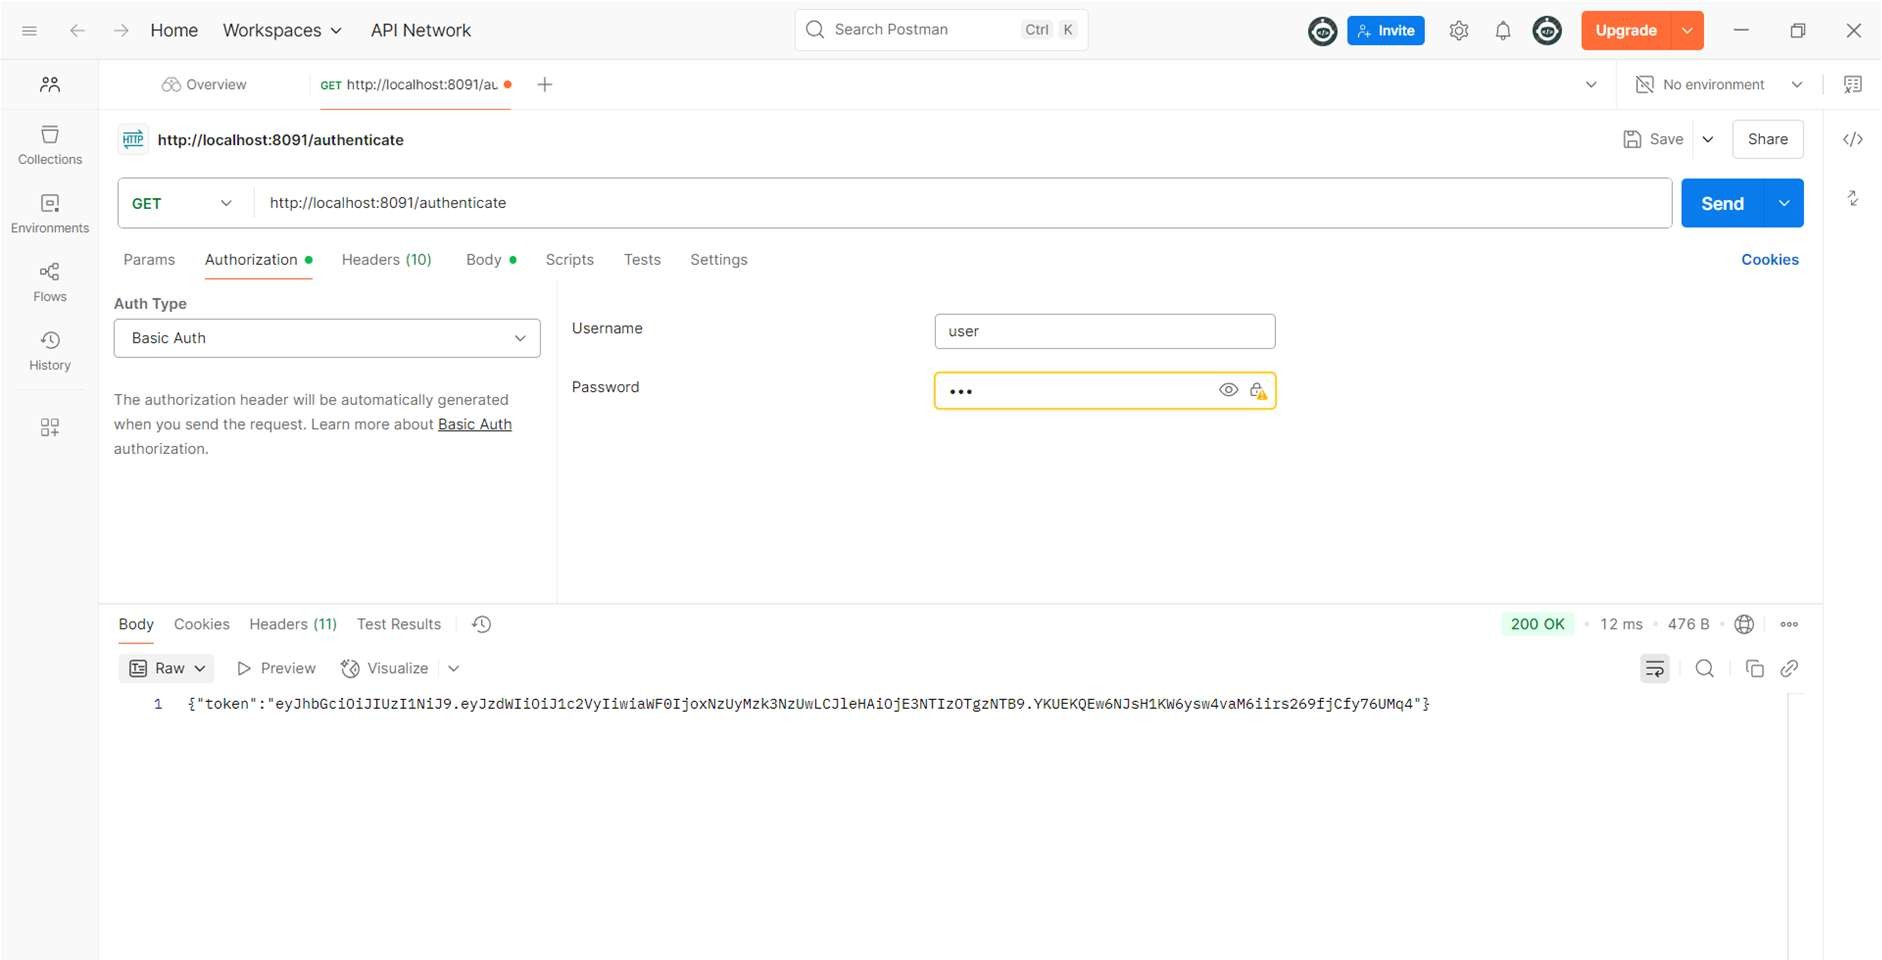 Home Workspaces API Network Search Postman Ctrl K Invite Upgrade
Overview GET http://localhost:8091/au No environment
HTTP http://localhost:8091/authenticate Save Share
Collections
Environments
Flows
History
GET http://localhost:8091/authenticate Send
Params Authorization Headers (10) Body Scripts Tests Settings Cookies
Auth Type
Basic Auth
The authorization header will be automatically generated
when you send the request. Learn more about Basic Auth
authorization.
Username user
Password •••
Body Cookies Headers (11) Test Results 200 OK • 12 ms • 476 B
Raw Preview Visualize
1 {"token":"eyJhbGciOiJIUzI1NiJ9.eyJzdWIiOiJ1c2VyIiwiaWF0IjoxNzUyMzk3NzUwLCJleHAiOjE3NTIzOTgzNTB9.YKUEKQEw6NJsH1KW6ysw4vaM6iirs269fjCfy76UMq4"}